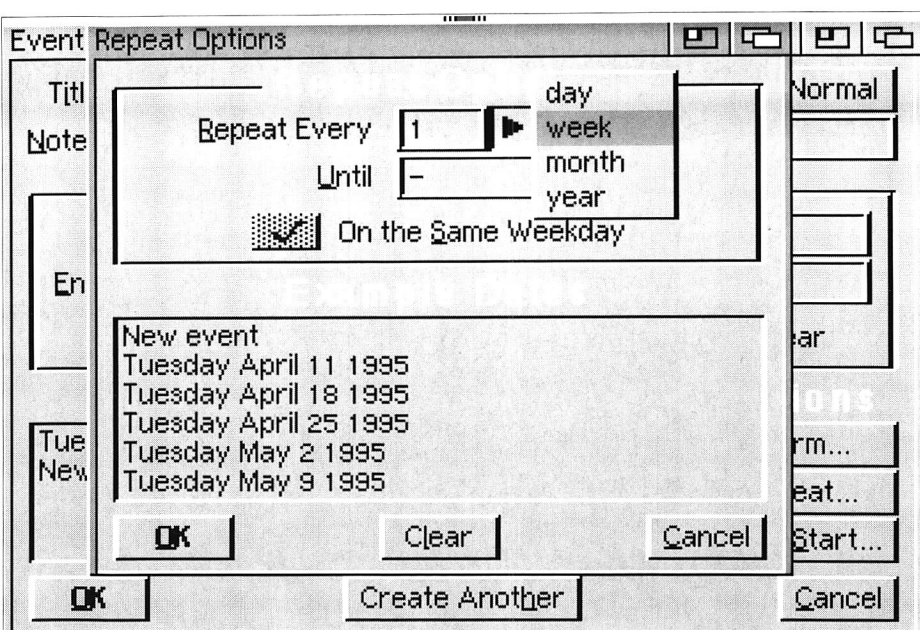 Event
Repeat Options
Titl
Normal
Note
Repeat Every 1
day
week
month
year
Until -
On the Same Weekday
En
ear
New event
Tuesday April 11 1995
Tuesday April 18 1995
Tuesday April 25 1995
Tuesday May 2 1995
Tuesday May 9 1995
ons
Tue
New
rm...
eat...
Start...
OK Clear Cancel
OK Create Another Cancel